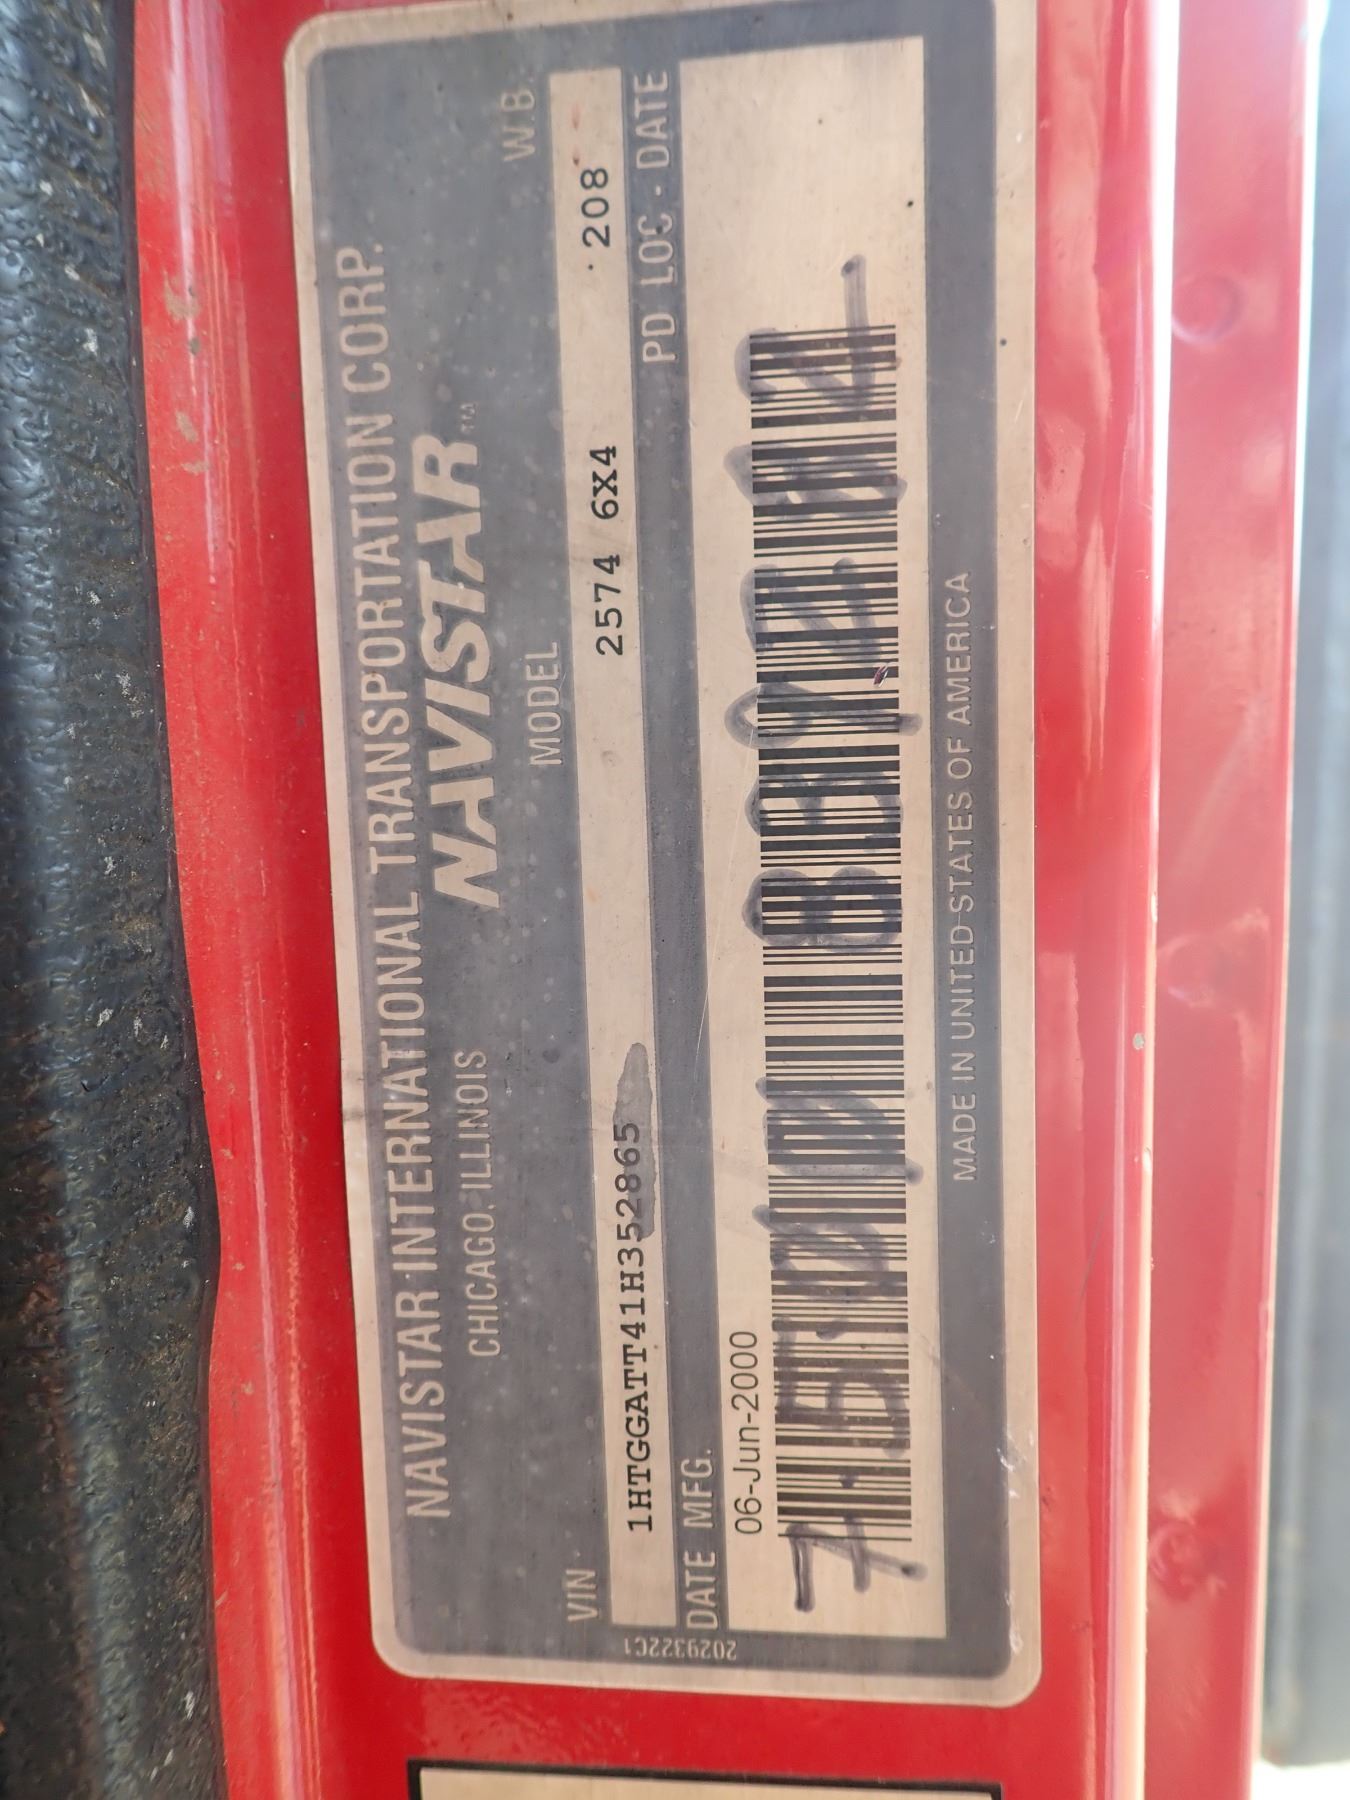 NAVISTAR INTERNATIONAL TRANSPORTATION CORP.
CHICAGO, ILLINOIS NAVISTAR™
VIN MODEL W.B.
1HTGGATT41H352865 2574 6X4 208
DATE MFG. PD LOC - DATE
06-Jun-2000
MADE IN UNITED STATES OF AMERICA
2029322C1